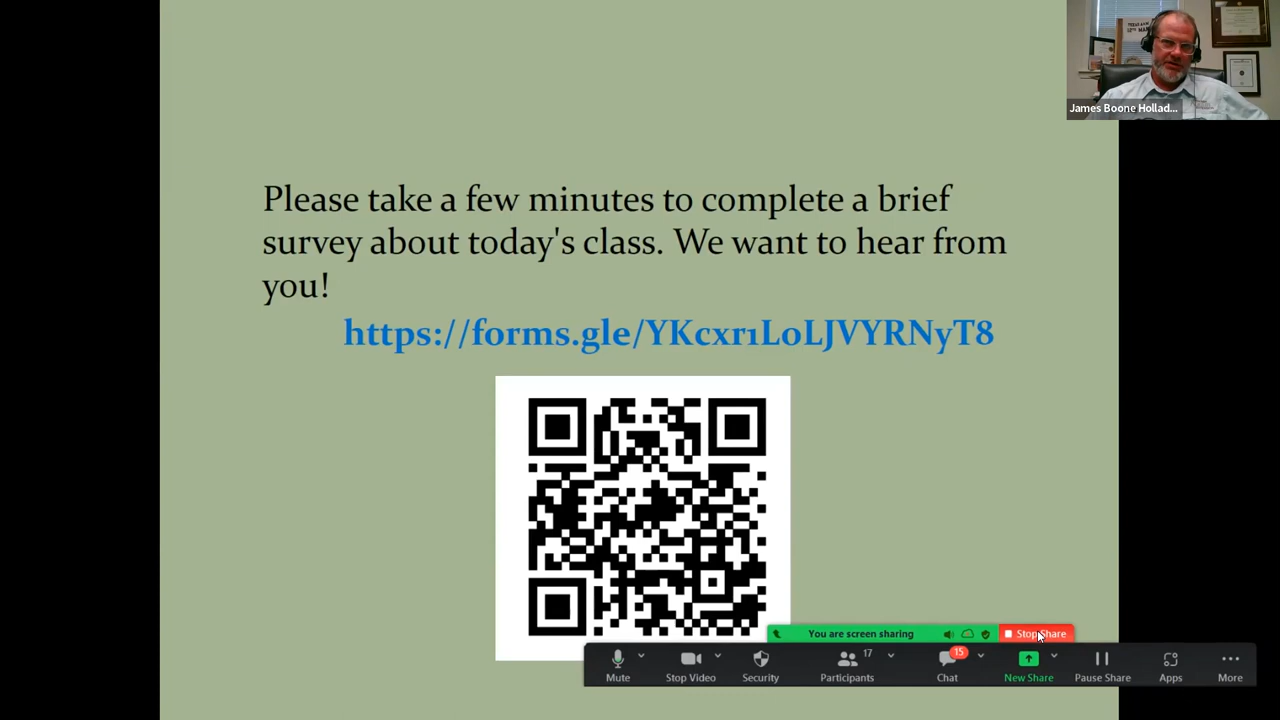 James Boone Hollad...
Please take a few minutes to complete a brief
survey about today's class. We want to hear from
you!
https://forms.gle/YKcxr1LoLJVYRNyT8
You are screen sharing
Stop Share
Mute
Stop Video
Security
17
Participants
15
Chat
New Share
Pause Share
Apps
More